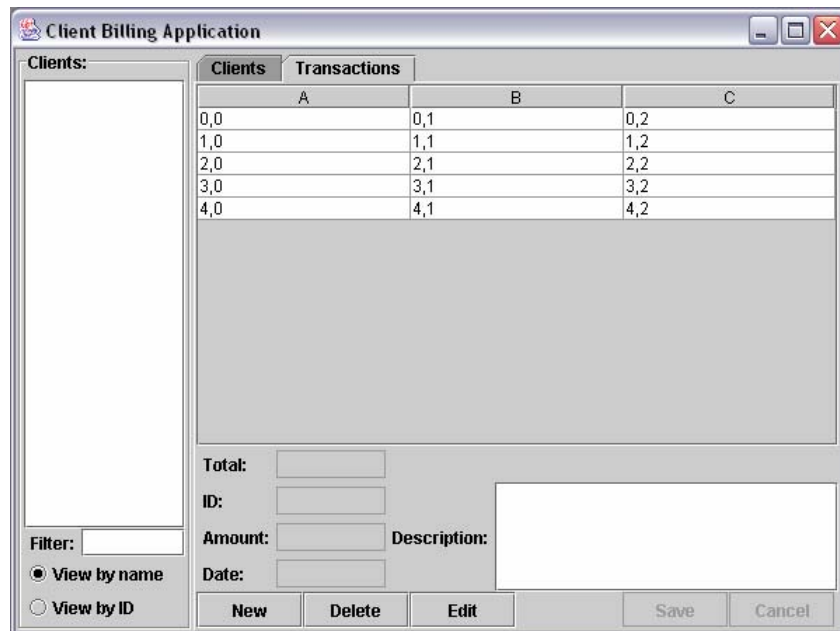 Client Billing Application
Clients:
Clients Transactions
A B C
0,0 0,1 0,2
1,0 1,1 1,2
2,0 2,1 2,2
3,0 3,1 3,2
4,0 4,1 4,2
Total:
ID:
Filter:
Amount: Description:
View by name
Date:
View by ID
New Delete Edit Save Cancel